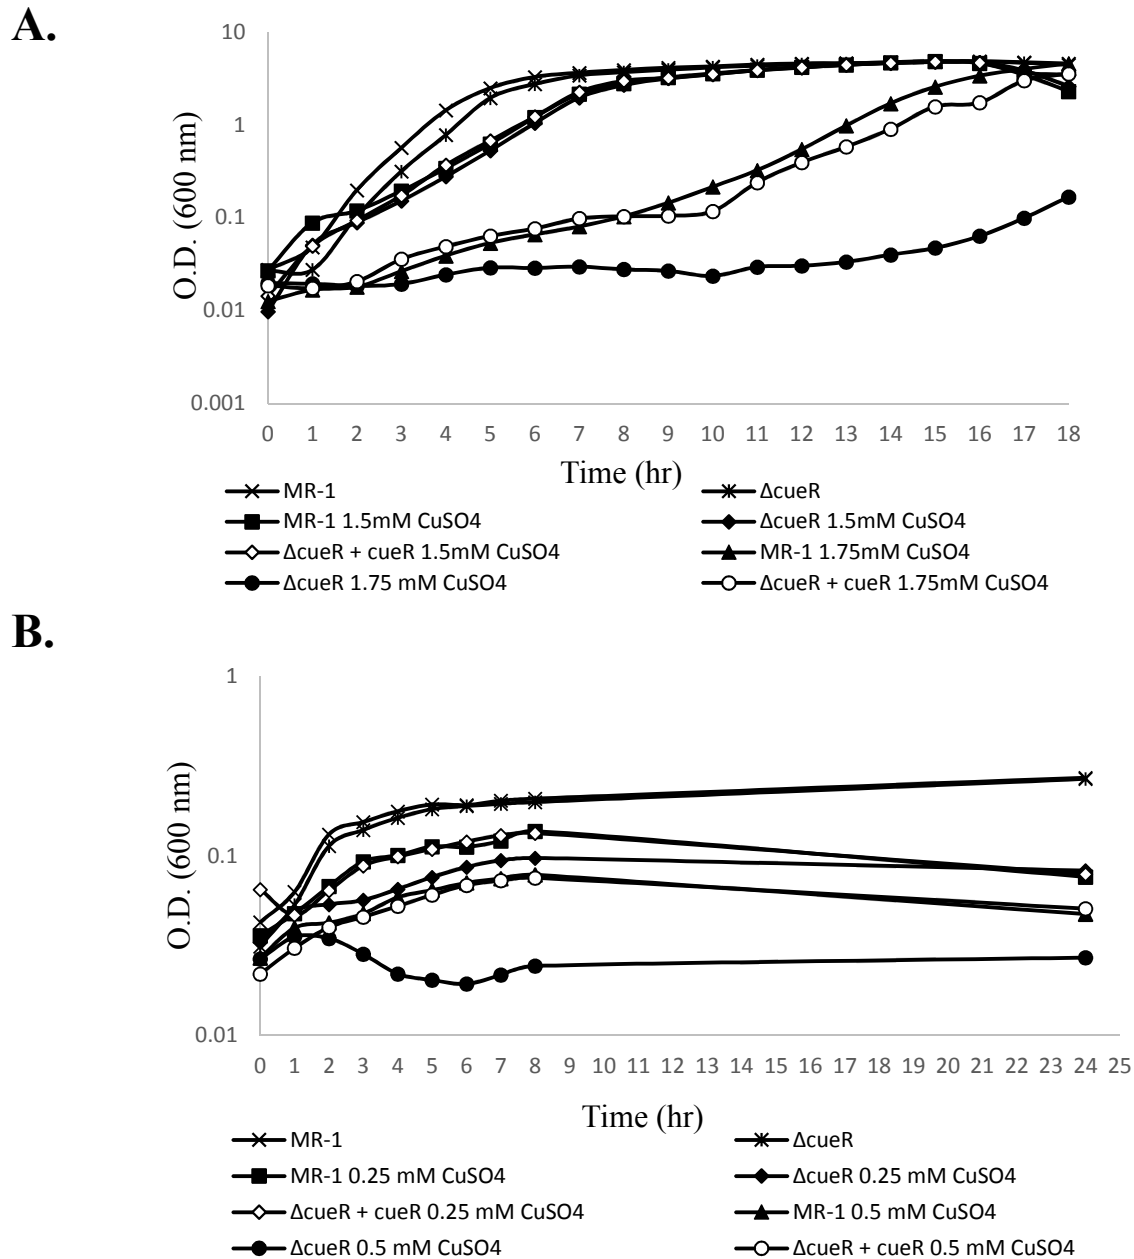 A.
10
1
0.1
0.01
0.001
O.D. (600 nm)
0 1 2 3 4 5 6 7 8 9 10 11 12 13 14 15 16 17 18
Time (hr)
MR-1 ΔcueR
MR-1 1.5mM CuSO4 ΔcueR 1.5mM CuSO4
ΔcueR + cueR 1.5mM CuSO4 MR-1 1.75mM CuSO4
ΔcueR 1.75 mM CuSO4 ΔcueR + cueR 1.75mM CuSO4
B.
1
0.1
0.01
O.D. (600 nm)
0 1 2 3 4 5 6 7 8 9 10 11 12 13 13 14 15 16 17 18 19 20 21 22 23 24 25
Time (hr)
MR-1 ΔcueR
MR-1 0.25 mM CuSO4 ΔcueR 0.25 mM CuSO4
ΔcueR + cueR 0.25 mM CuSO4 MR-1 0.5 mM CuSO4
ΔcueR 0.5 mM CuSO4 ΔcueR + cueR 0.5 mM CuSO4